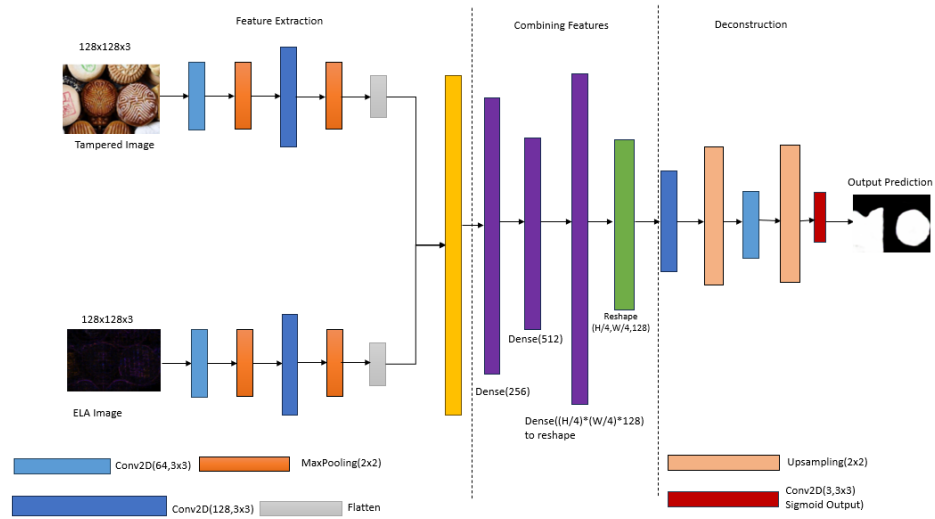 Feature Extraction
Combining Features
Deconstruction
128x128x3
Tampered Image
Output Prediction
128x128x3
ELA Image
Reshape
(H/4,W/4,128)
Dense(512)
Dense(256)
Dense((H/4)*(W/4)*128)
to reshape
Conv2D(64,3x3)
MaxPooling(2x2)
Upsampling(2x2)
Conv2D(128,3x3)
Flatten
Conv2D(3,3x3)
Sigmoid Output)